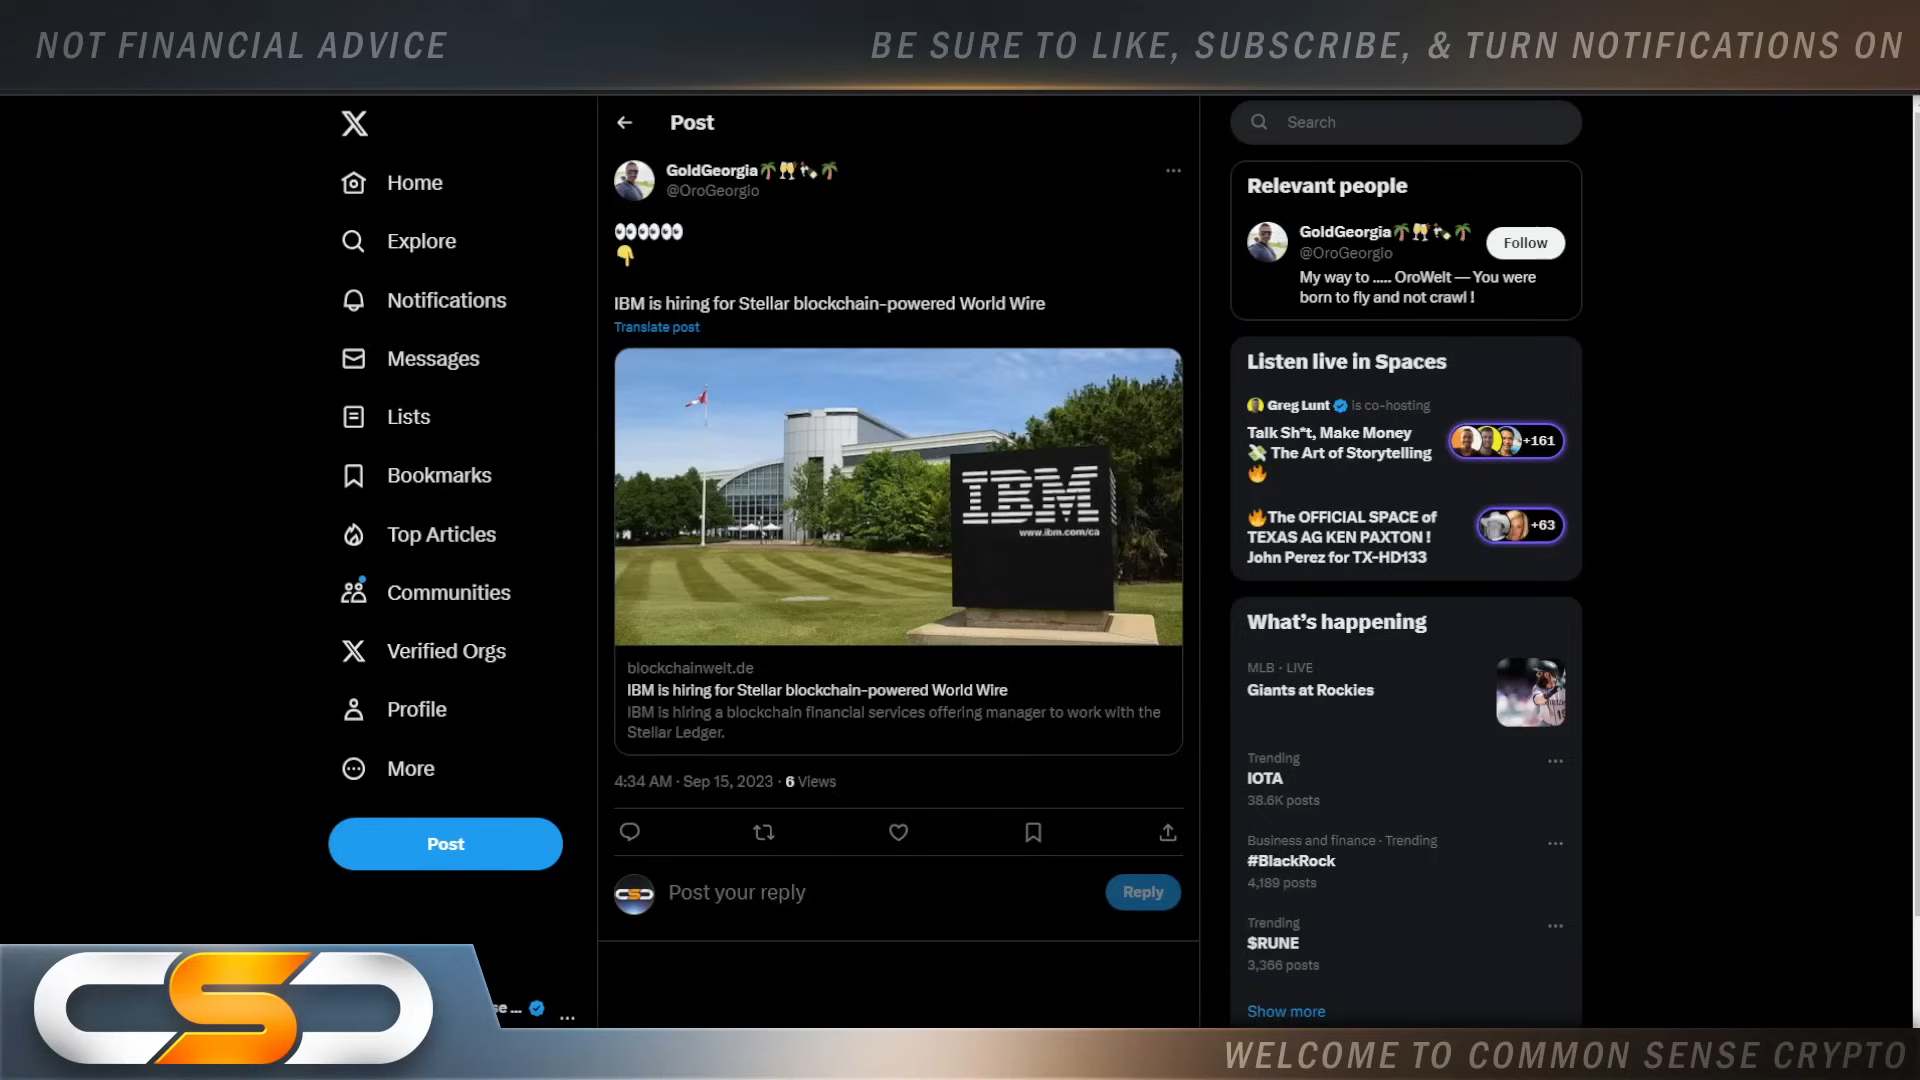 NOT FINANCIAL ADVICE
BE SURE TO LIKE, SUBSCRIBE, & TURN NOTIFICATIONS ON
Home
Explore
Notifications
Messages
Lists
Bookmarks
Top Articles
Communities
Verified Orgs
Profile
More
Post
se ...
Post
GoldGeorgia🌴🥂🍾🌴
@OroGeorgio
👀👀👀
👇
IBM is hiring for Stellar blockchain-powered World Wire
Translate post
IBM
www.ibm.com/ca
blockchainwelt.de
IBM is hiring for Stellar blockchain-powered World Wire
IBM is hiring a blockchain financial services offering manager to work with the
Stellar Ledger.
4:34 AM · Sep 15, 2023 · 6 Views
Post your reply
Reply
Search
Relevant people
GoldGeorgia🌴🥂🍾🌴
@OroGeorgio
Follow
My way to ..... OroWelt — You were
born to fly and not crawl !
Listen live in Spaces
Greg Lunt is co-hosting
Talk Sh*t, Make Money
💸 The Art of Storytelling
🔥
+161
🔥The OFFICIAL SPACE of
TEXAS AG KEN PAXTON !
John Perez for TX-HD133
+63
What's happening
MLB · LIVE
Giants at Rockies
Trending
IOTA
38.6K posts
Business and finance · Trending
#BlackRock
4,189 posts
Trending
$RUNE
3,366 posts
Show more
CSC
WELCOME TO COMMON SENSE CRYPTO